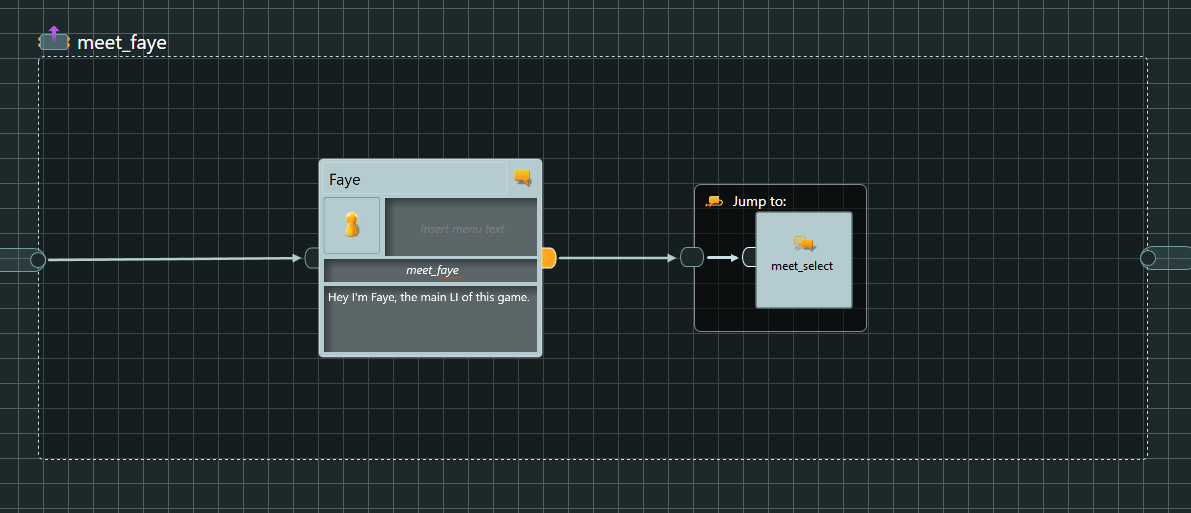 meet_faye
Faye
Insert menu text
meet_faye
Hey I'm Faye, the main LI of this game.
Jump to:
meet_select